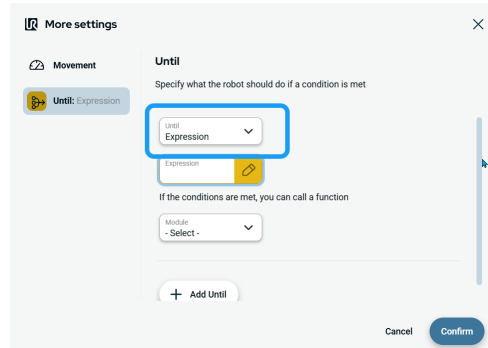 More settings
Movement
Until: Expression
Until
Specify what the robot should do if a condition is met
Until
Expression
Expression
If the conditions are met, you can call a function
Module
- Select -
+ Add Until
Cancel
Confirm